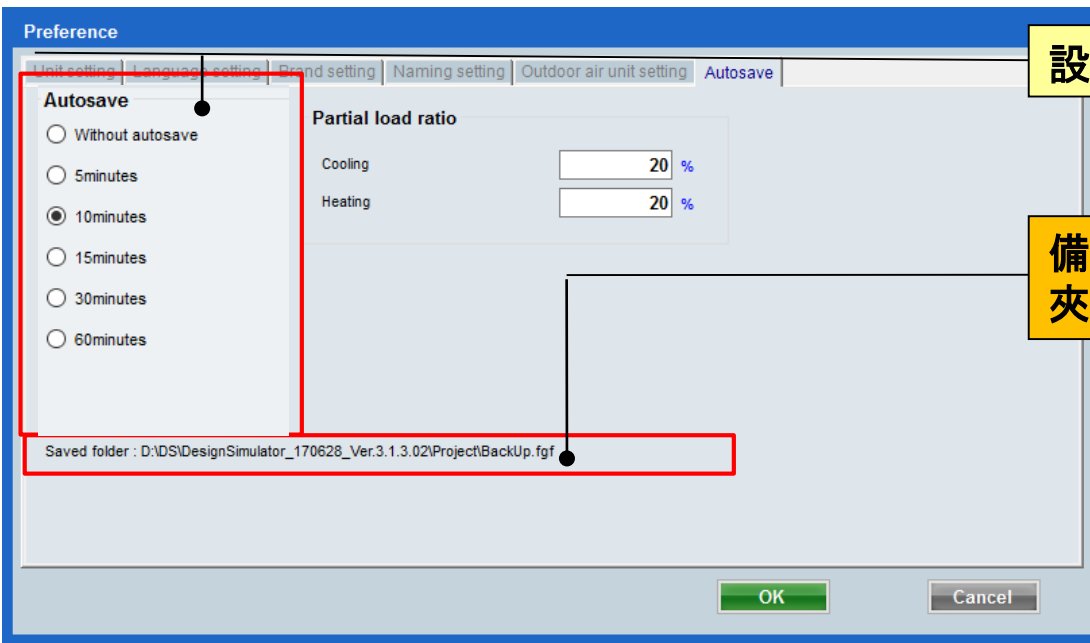 Preference
設
Unit setting Language setting Brand setting Naming setting Outdoor air unit setting Autosave
Autosave
Without autosave
5minutes
10minutes
15minutes
30minutes
60minutes
Partial load ratio
Cooling 20 %
Heating 20 %
備
夾
Saved folder : D:\DS\DesignSimulator_170628_Ver.3.1.3.02\Project\BackUp.fgf
OK Cancel